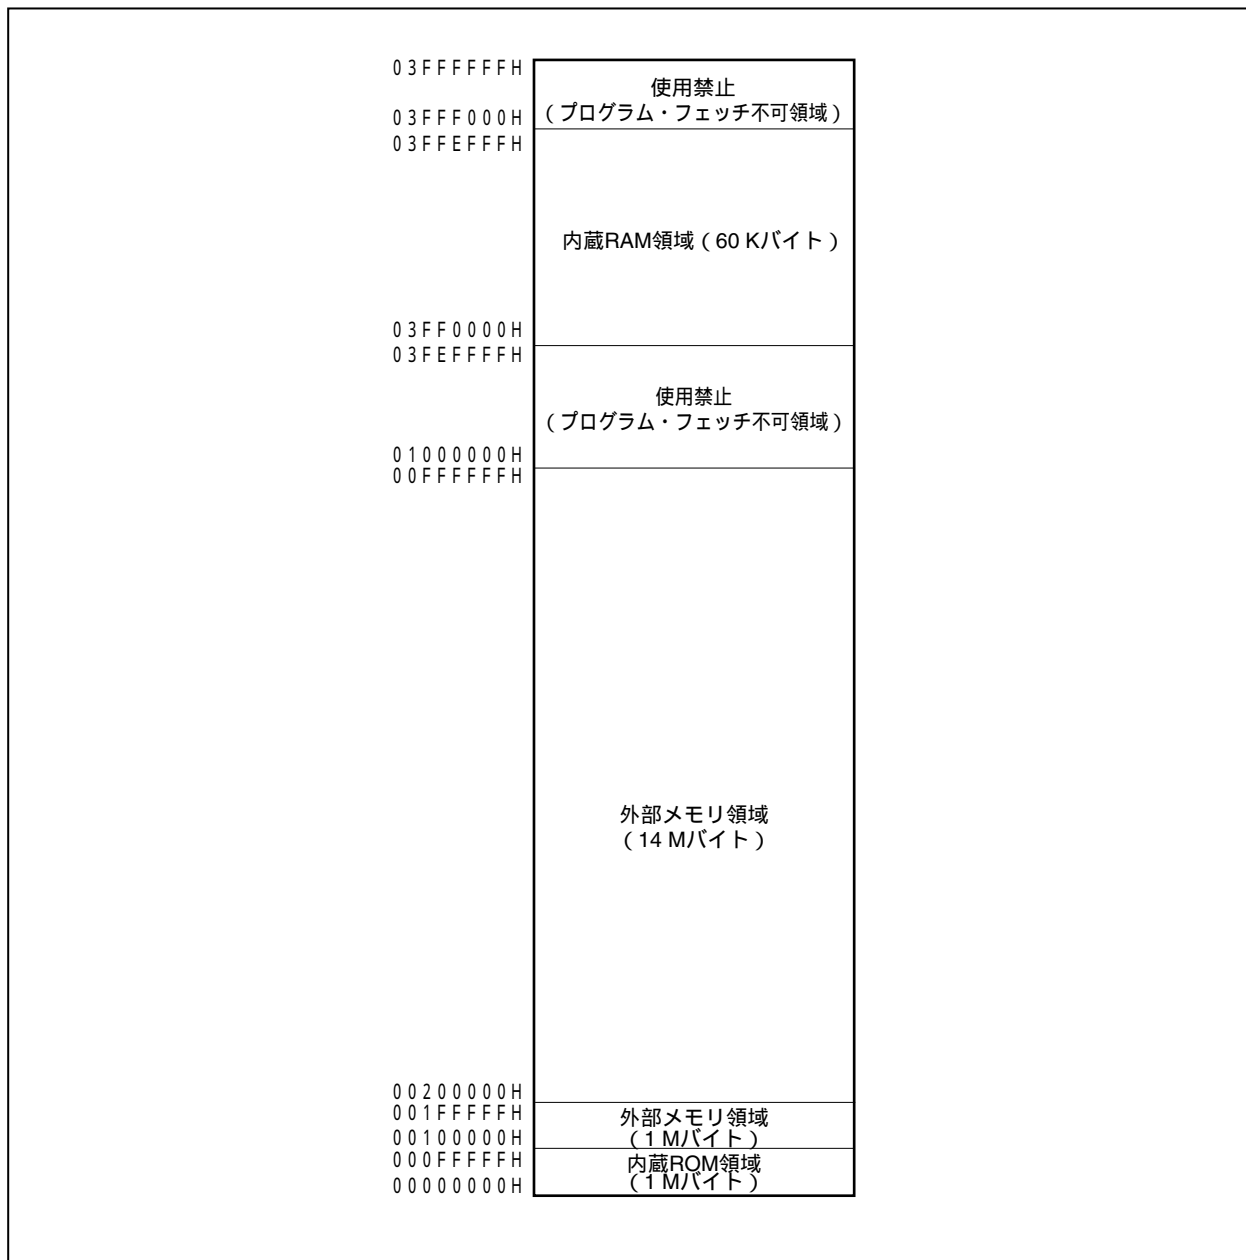 03FFFFFFH
使用禁止
（プログラム・フェッチ不可領域）
03FFF000H
03FFEFFFH
内蔵RAM領域（60 Kバイト）
03FF0000H
03FEFFFFH
使用禁止
（プログラム・フェッチ不可領域）
01000000H
00FFFFFFH
外部メモリ領域
（14 Mバイト）
00200000H
001FFFFFH
外部メモリ領域
（1 Mバイト）
00100000H
000FFFFFH
内蔵ROM領域
（1 Mバイト）
00000000H